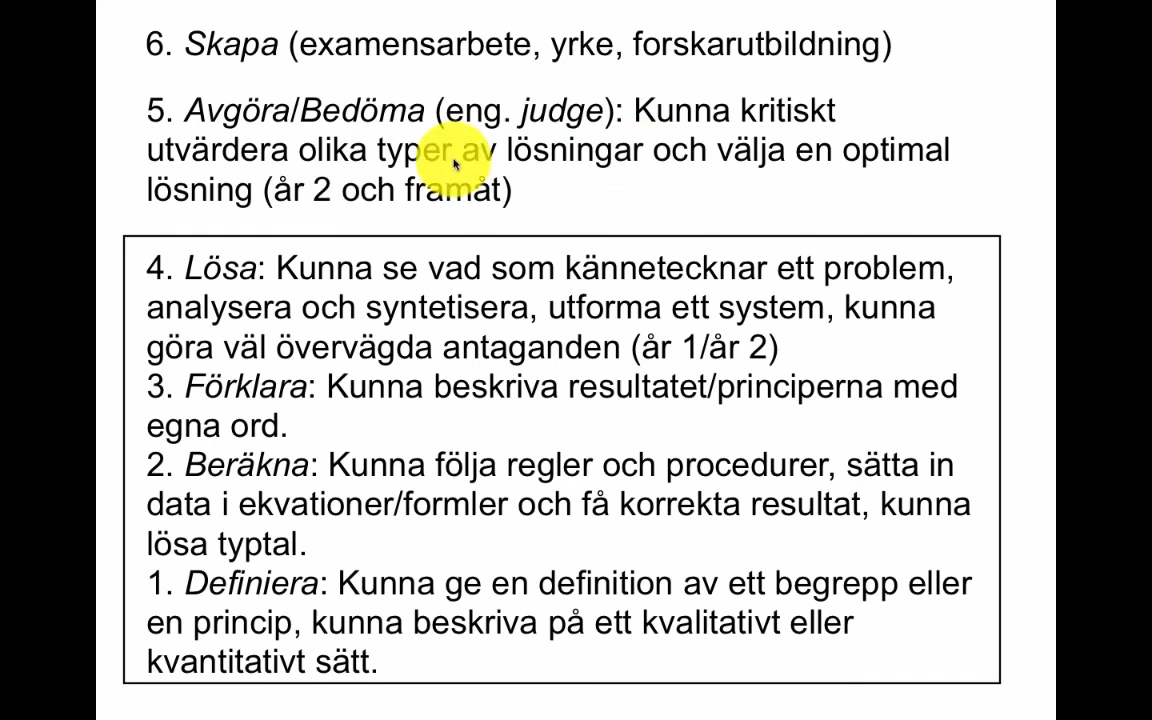 6. Skapa (examensarbete, yrke, forskarutbildning)
5. Avgöra/Bedöma (eng. judge): Kunna kritiskt
utvärdera olika typer av lösningar och välja en optimal
lösning (år 2 och framåt)
4. Lösa: Kunna se vad som kännetecknar ett problem,
analysera och syntetisera, utforma ett system, kunna
göra väl övervägda antaganden (år 1/år 2)
3. Förklara: Kunna beskriva resultatet/principerna med
egna ord.
2. Beräkna: Kunna följa regler och procedurer, sätta in
data i ekvationer/formler och få korrekta resultat, kunna
lösa typtal.
1. Definiera: Kunna ge en definition av ett begrepp eller
en princip, kunna beskriva på ett kvalitativt eller
kvantitativt sätt.